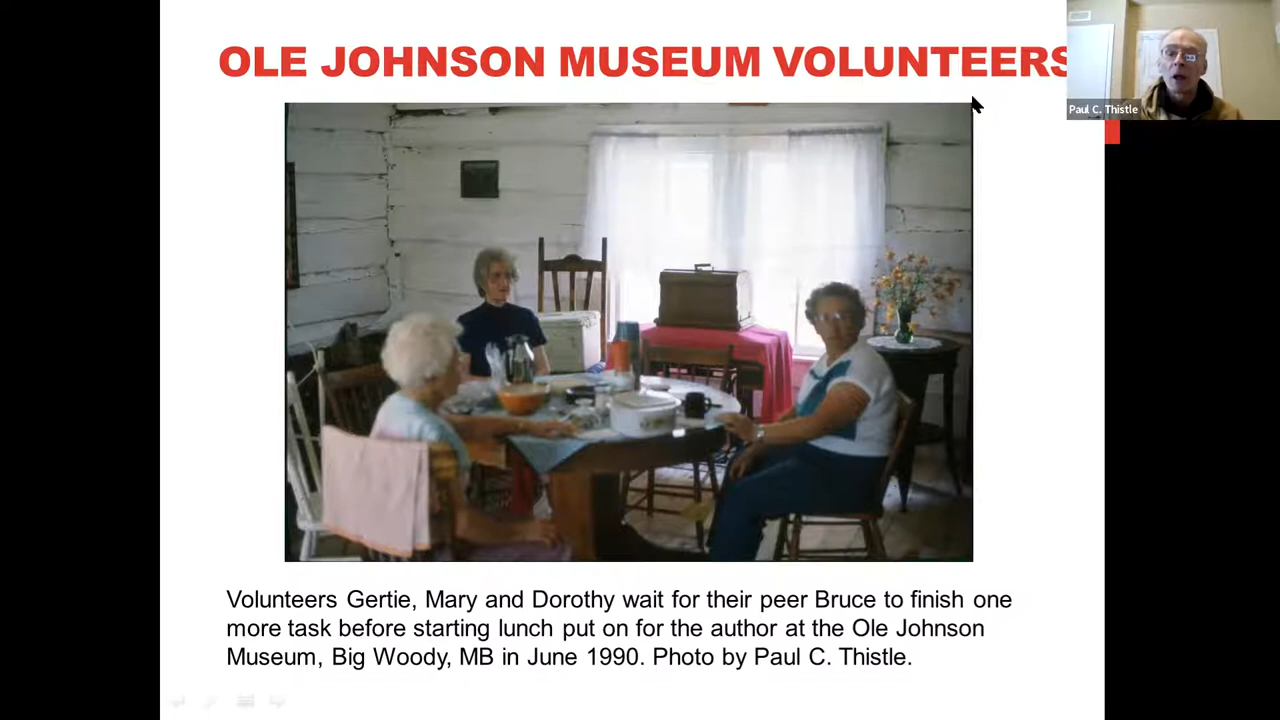 OLE JOHNSON MUSEUM VOLUNTEERS
Paul C. Thistle
Volunteers Gertie, Mary and Dorothy wait for their peer Bruce to finish one
more task before starting lunch put on for the author at the Ole Johnson
Museum, Big Woody, MB in June 1990. Photo by Paul C. Thistle.